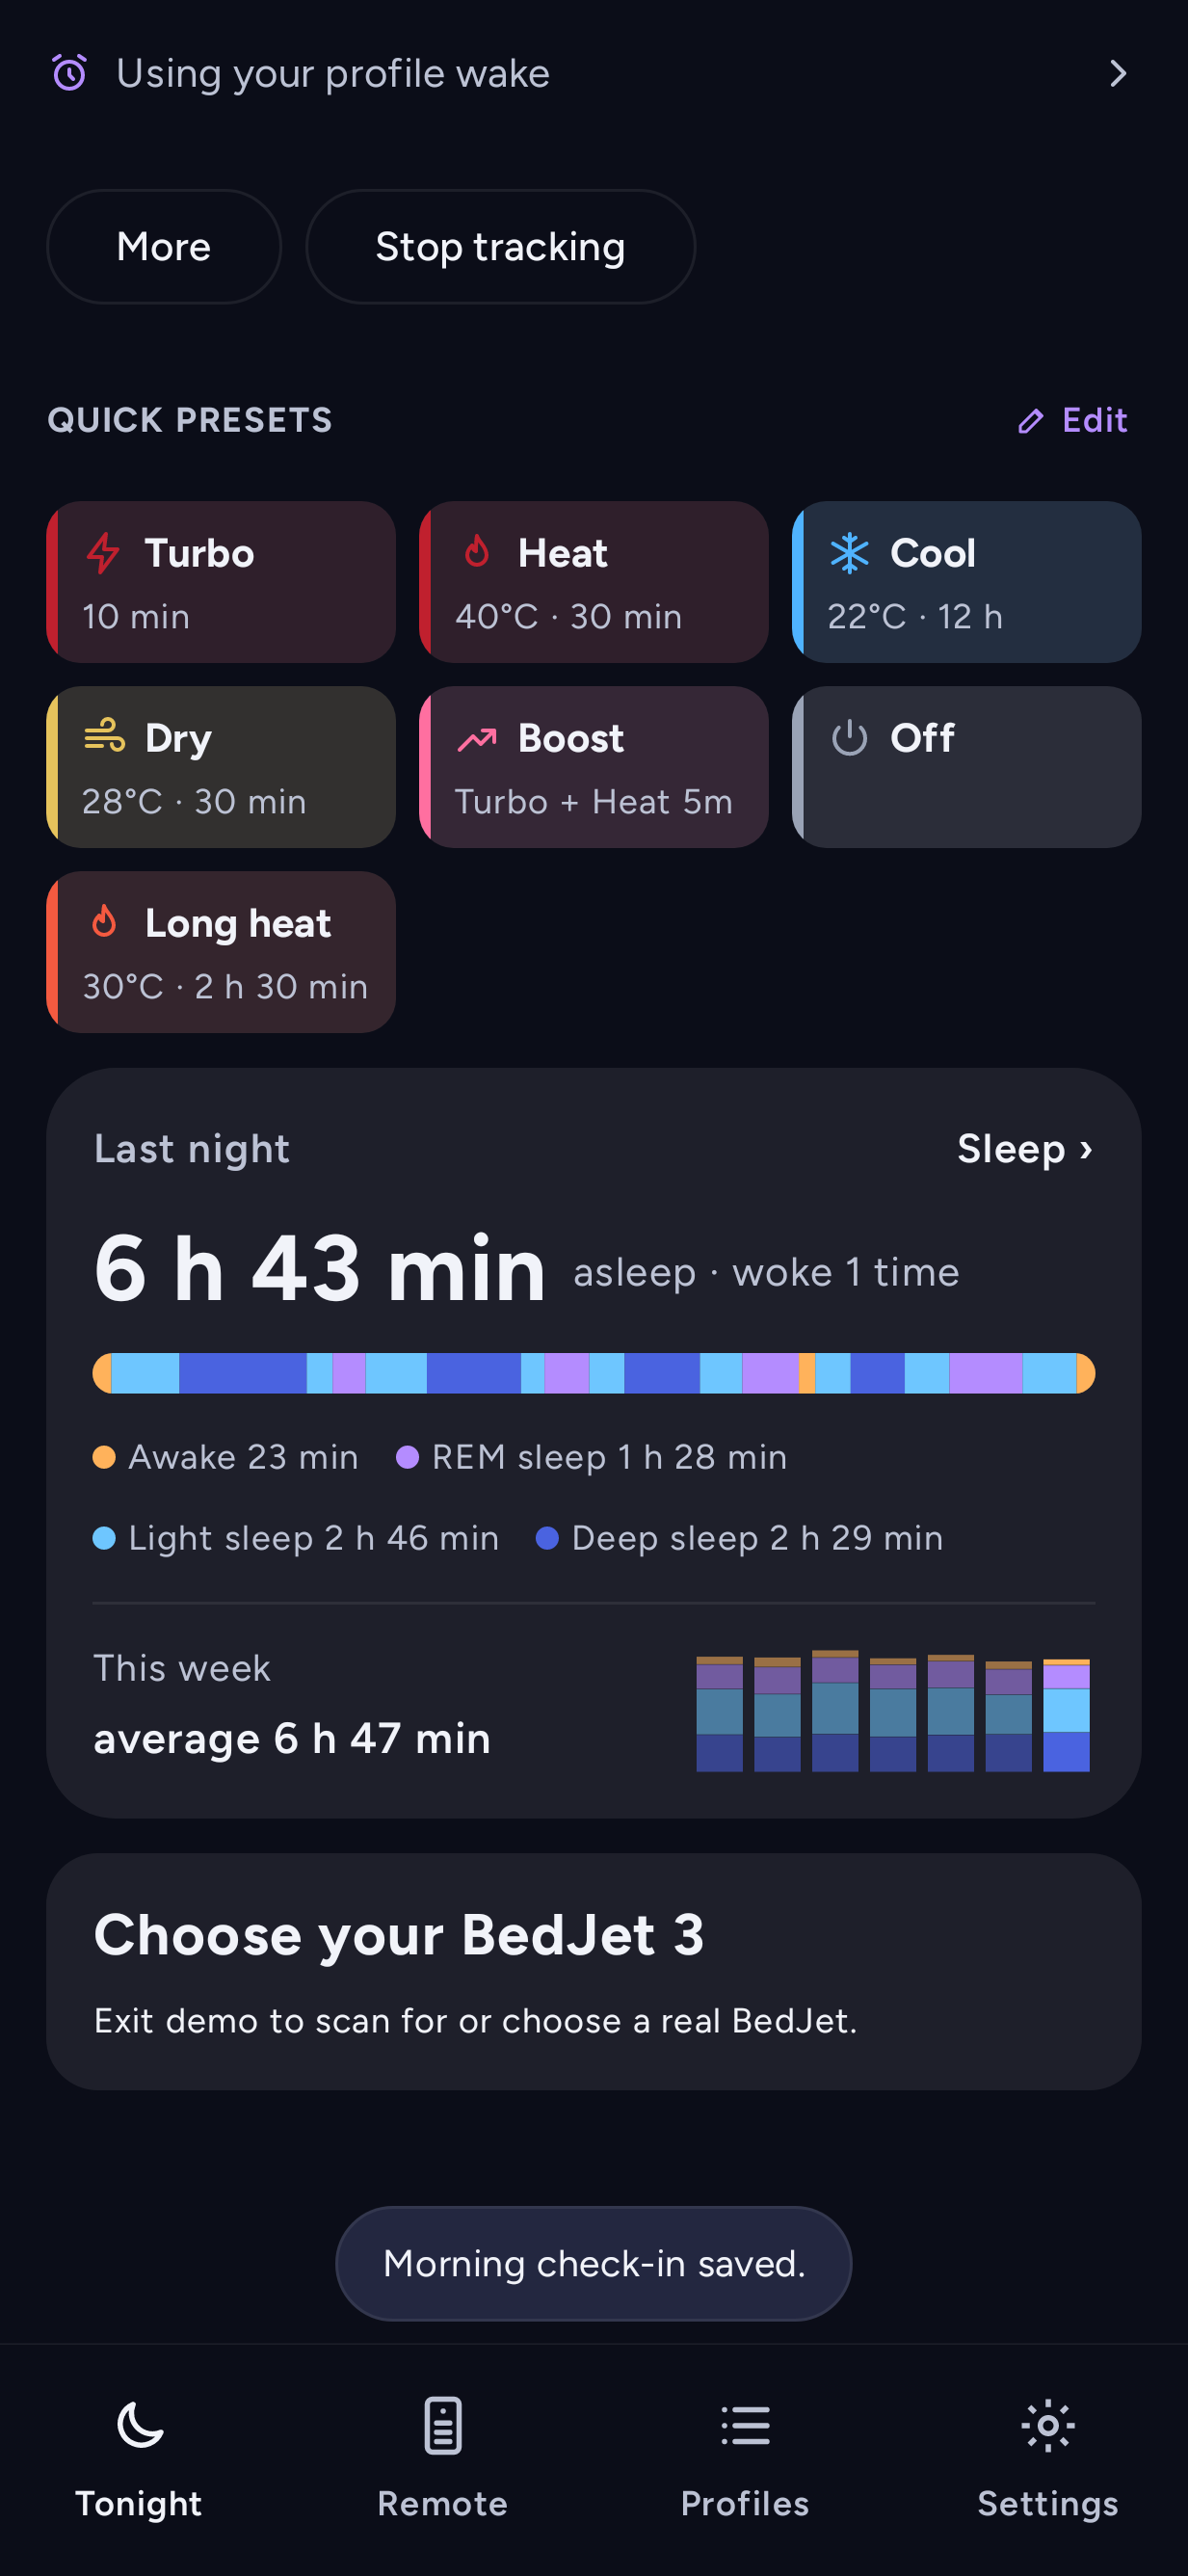 Using your profile wake
More
Stop tracking
QUICK PRESETS
Edit
Turbo
10 min
Heat
40°C · 30 min
Cool
22°C · 12 h
Dry
28°C · 30 min
Boost
Turbo + Heat 5m
Off
Long heat
30°C · 2 h 30 min
Last night
Sleep ›
6 h 43 min asleep · woke 1 time
Awake 23 min
REM sleep 1 h 28 min
Light sleep 2 h 46 min
Deep sleep 2 h 29 min
This week
average 6 h 47 min
Choose your BedJet 3
Exit demo to scan for or choose a real BedJet.
Morning check-in saved.
Tonight
Remote
Profiles
Settings